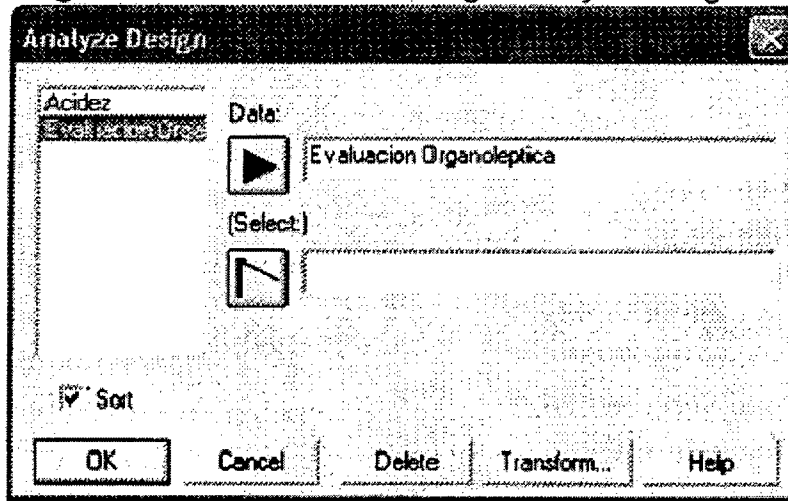 Analyze Design
Acidez
Data:
Evaluacion Organoleptica
(Select:)
Sort
OK
Cancel
Delete
Transform...
Help